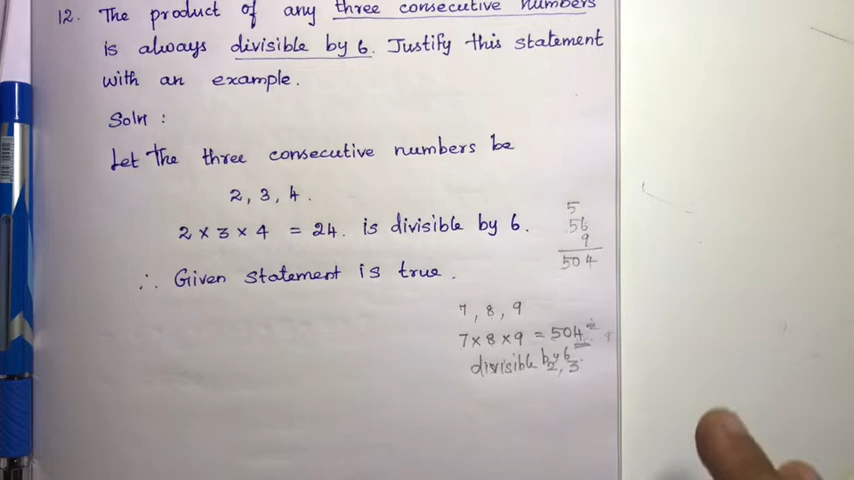 12. The product of any three consecutive numbers
is always divisible by 6. Justify this statement
with an example.
Soln :
Let the three consecutive numbers be
2, 3, 4.
2 × 3 × 4 = 24. is divisible by 6.
∴ Given statement is true.
5
56
9
504
7, 8, 9
7×8×9 = 504
divisible by 6
2, 3.